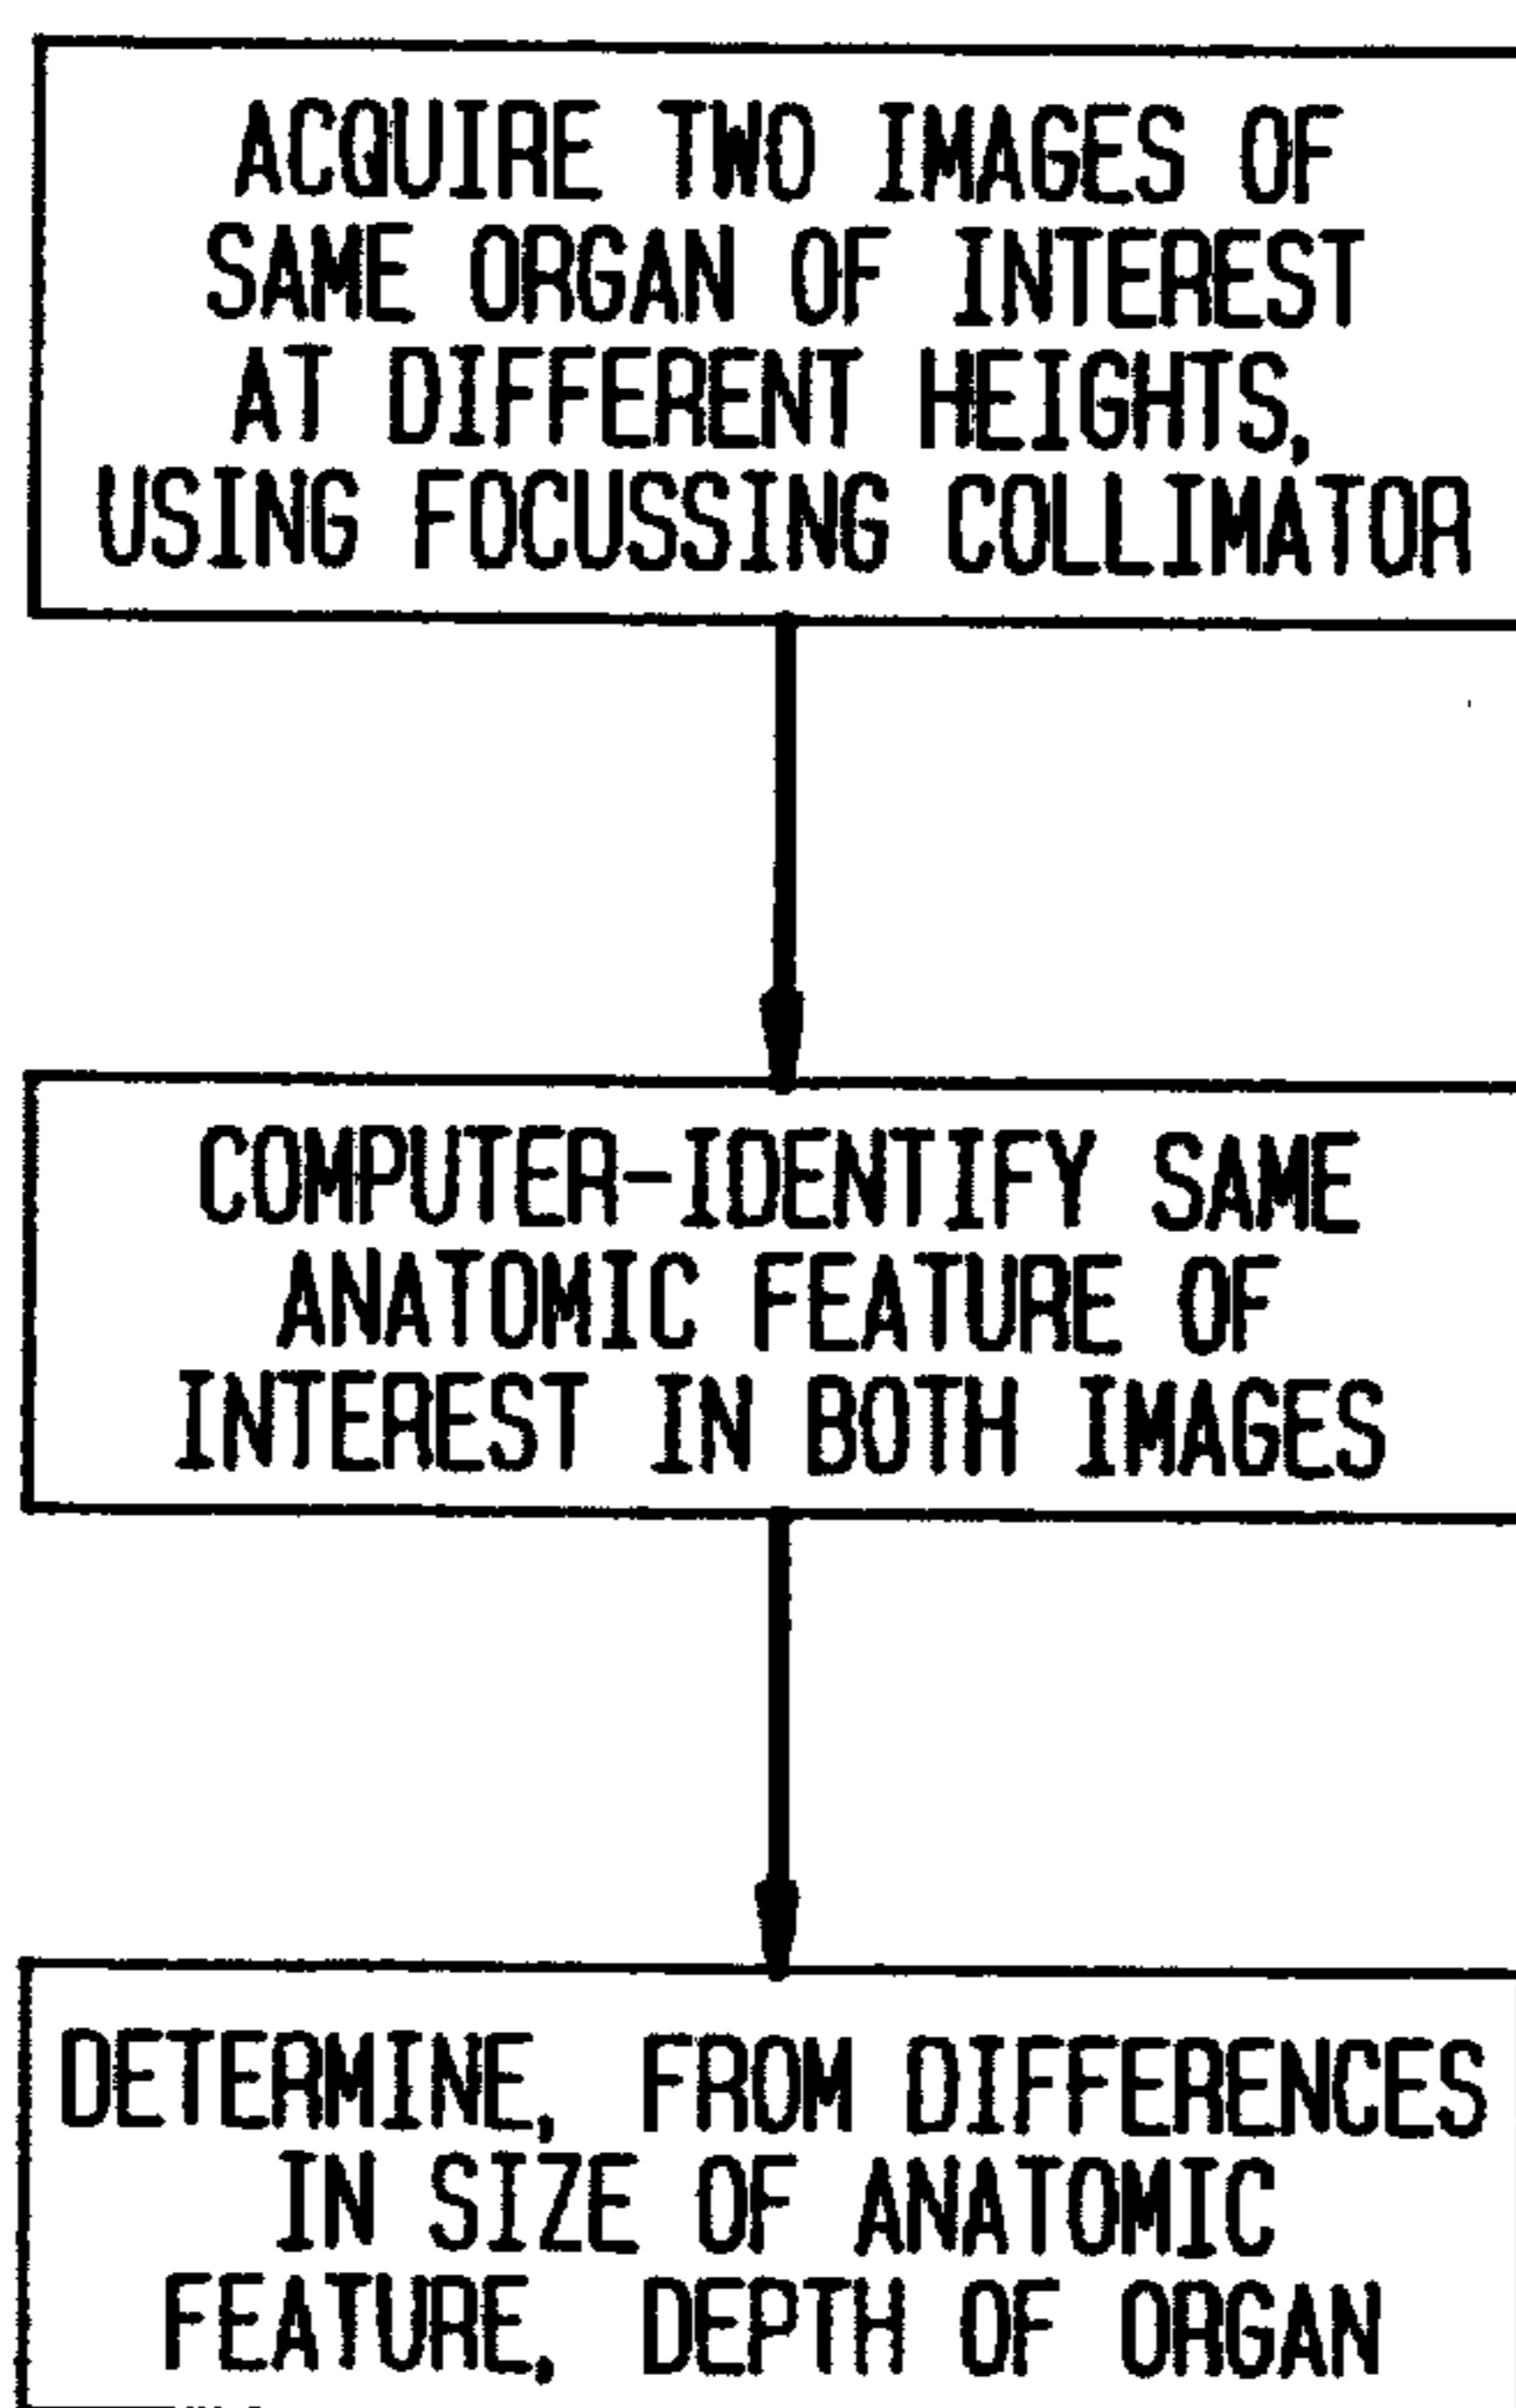 ACQUIRE TWO IMAGES OF
SAME ORGAN OF INTEREST
AT DIFFERENT HEIGHTS,
USING FOCUSSING COLLIMATOR
COMPUTER-IDENTIFY SAME
ANATOMIC FEATURE OF
INTEREST IN BOTH IMAGES
DETERMINE, FROM DIFFERENCES
IN SIZE OF ANATOMIC
FEATURE, DEPTH OF ORGAN